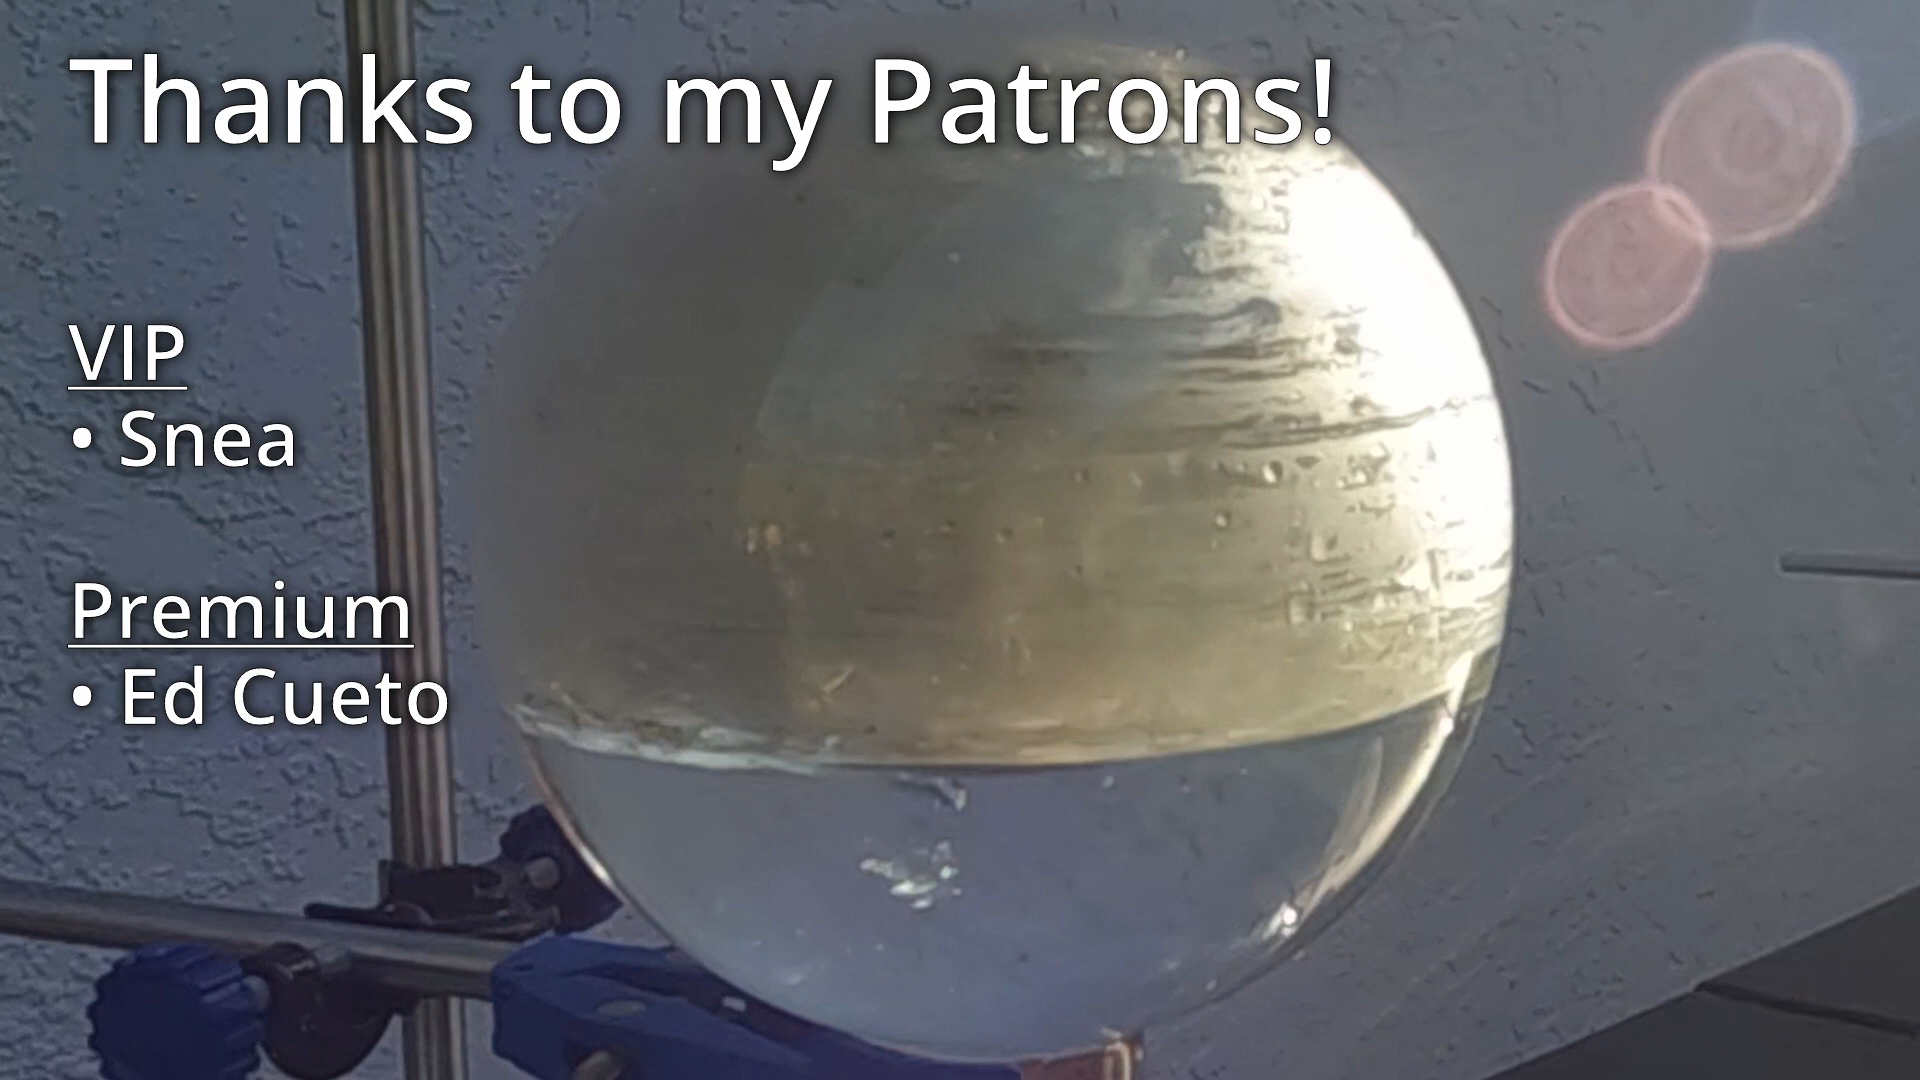 Thanks to my Patrons!
VIP
• Snea
Premium
• Ed Cueto